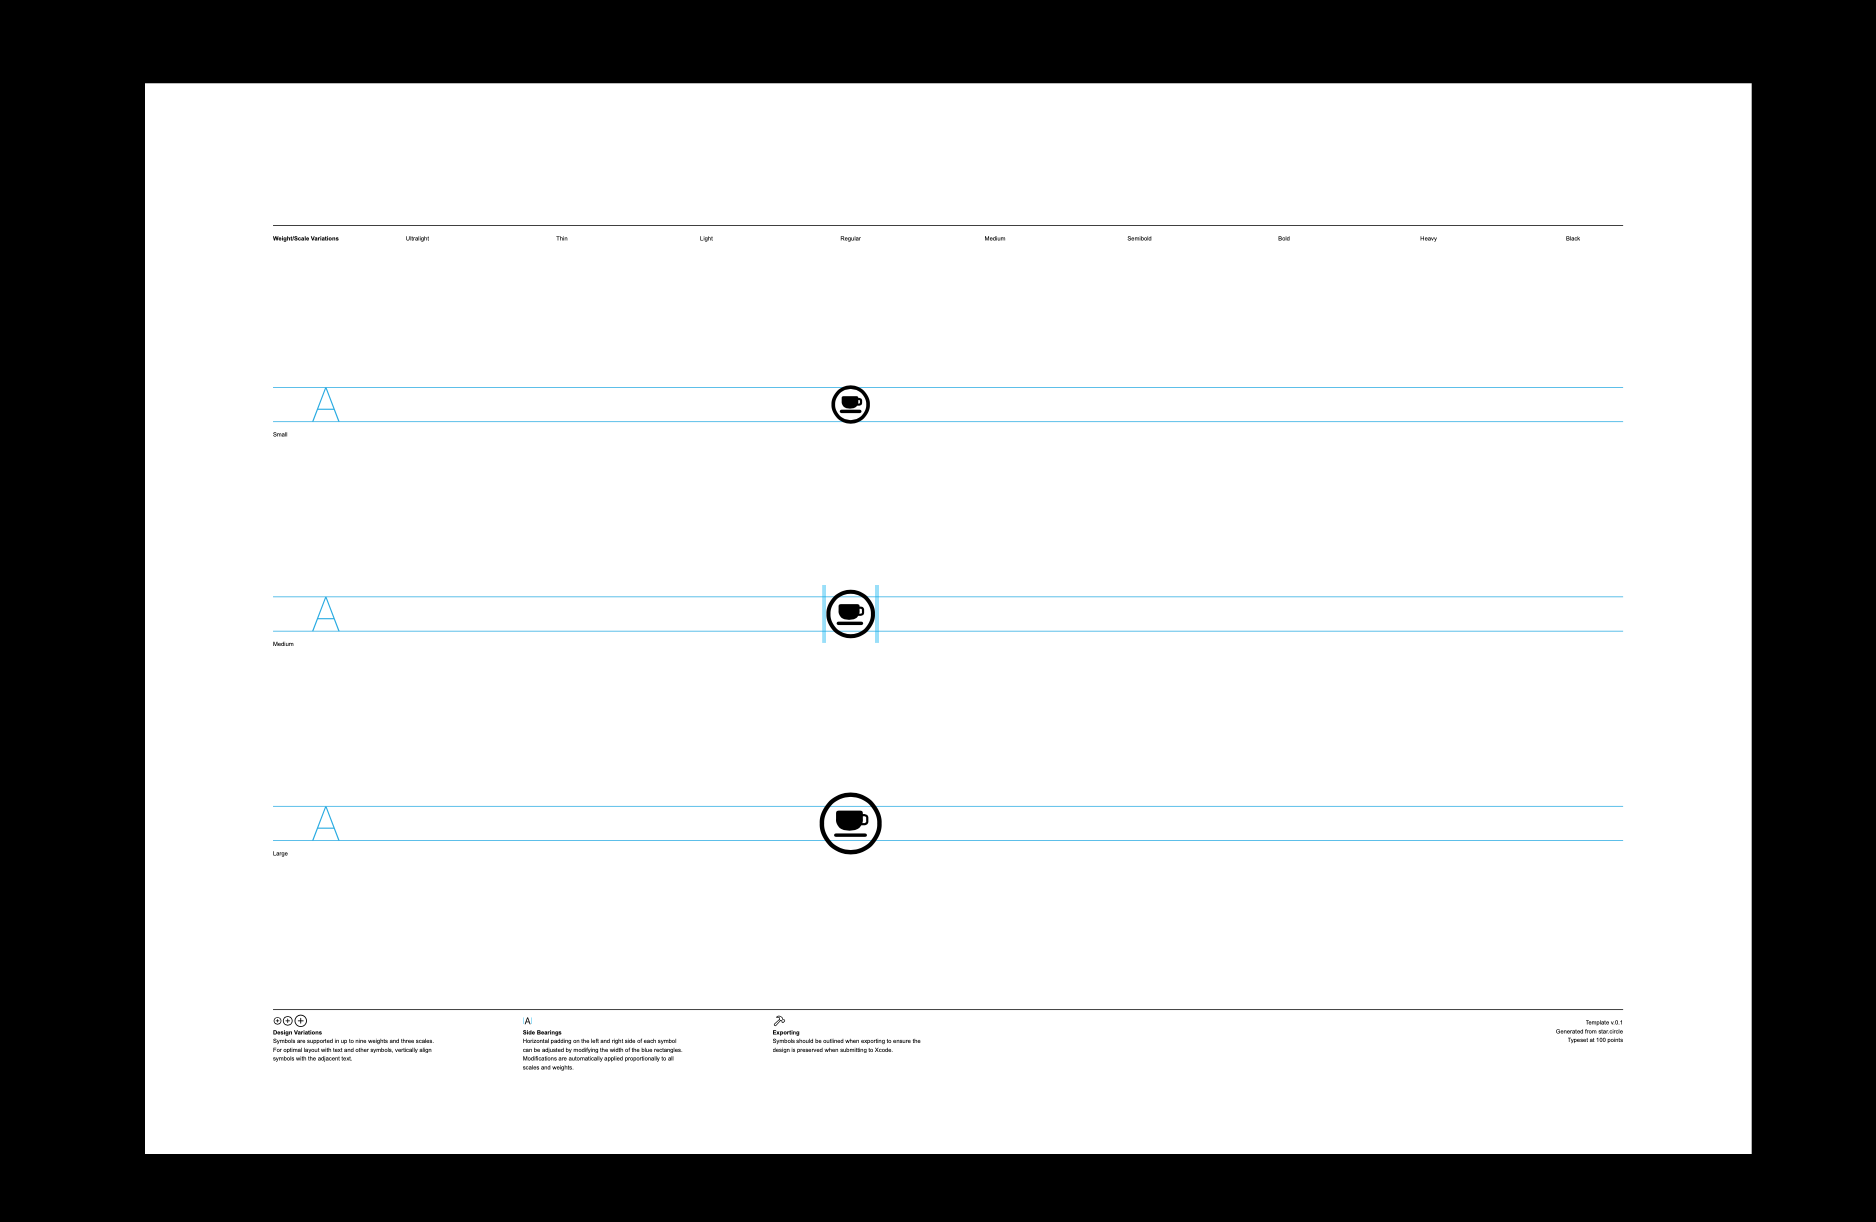 Weight/Scale Variations Ultralight Thin Light Regular Medium Semibold Bold Heavy Black
A
Small
A
Medium
A
Large
Design Variations
Symbols are supported in up to nine weights and three scales.
For optimal layout with text and other symbols, vertically align
symbols with the adjacent text.
A
Side Bearings
Horizontal padding on the left and right side of each symbol
can be adjusted by modifying the width of the blue rectangles.
Modifications are automatically applied proportionally to all
scales and weights.
Exporting
Symbols should be outlined when exporting to ensure the
design is preserved when submitting to Xcode.
Template v.0.1
Generated from star.circle
Typeset at 100 points